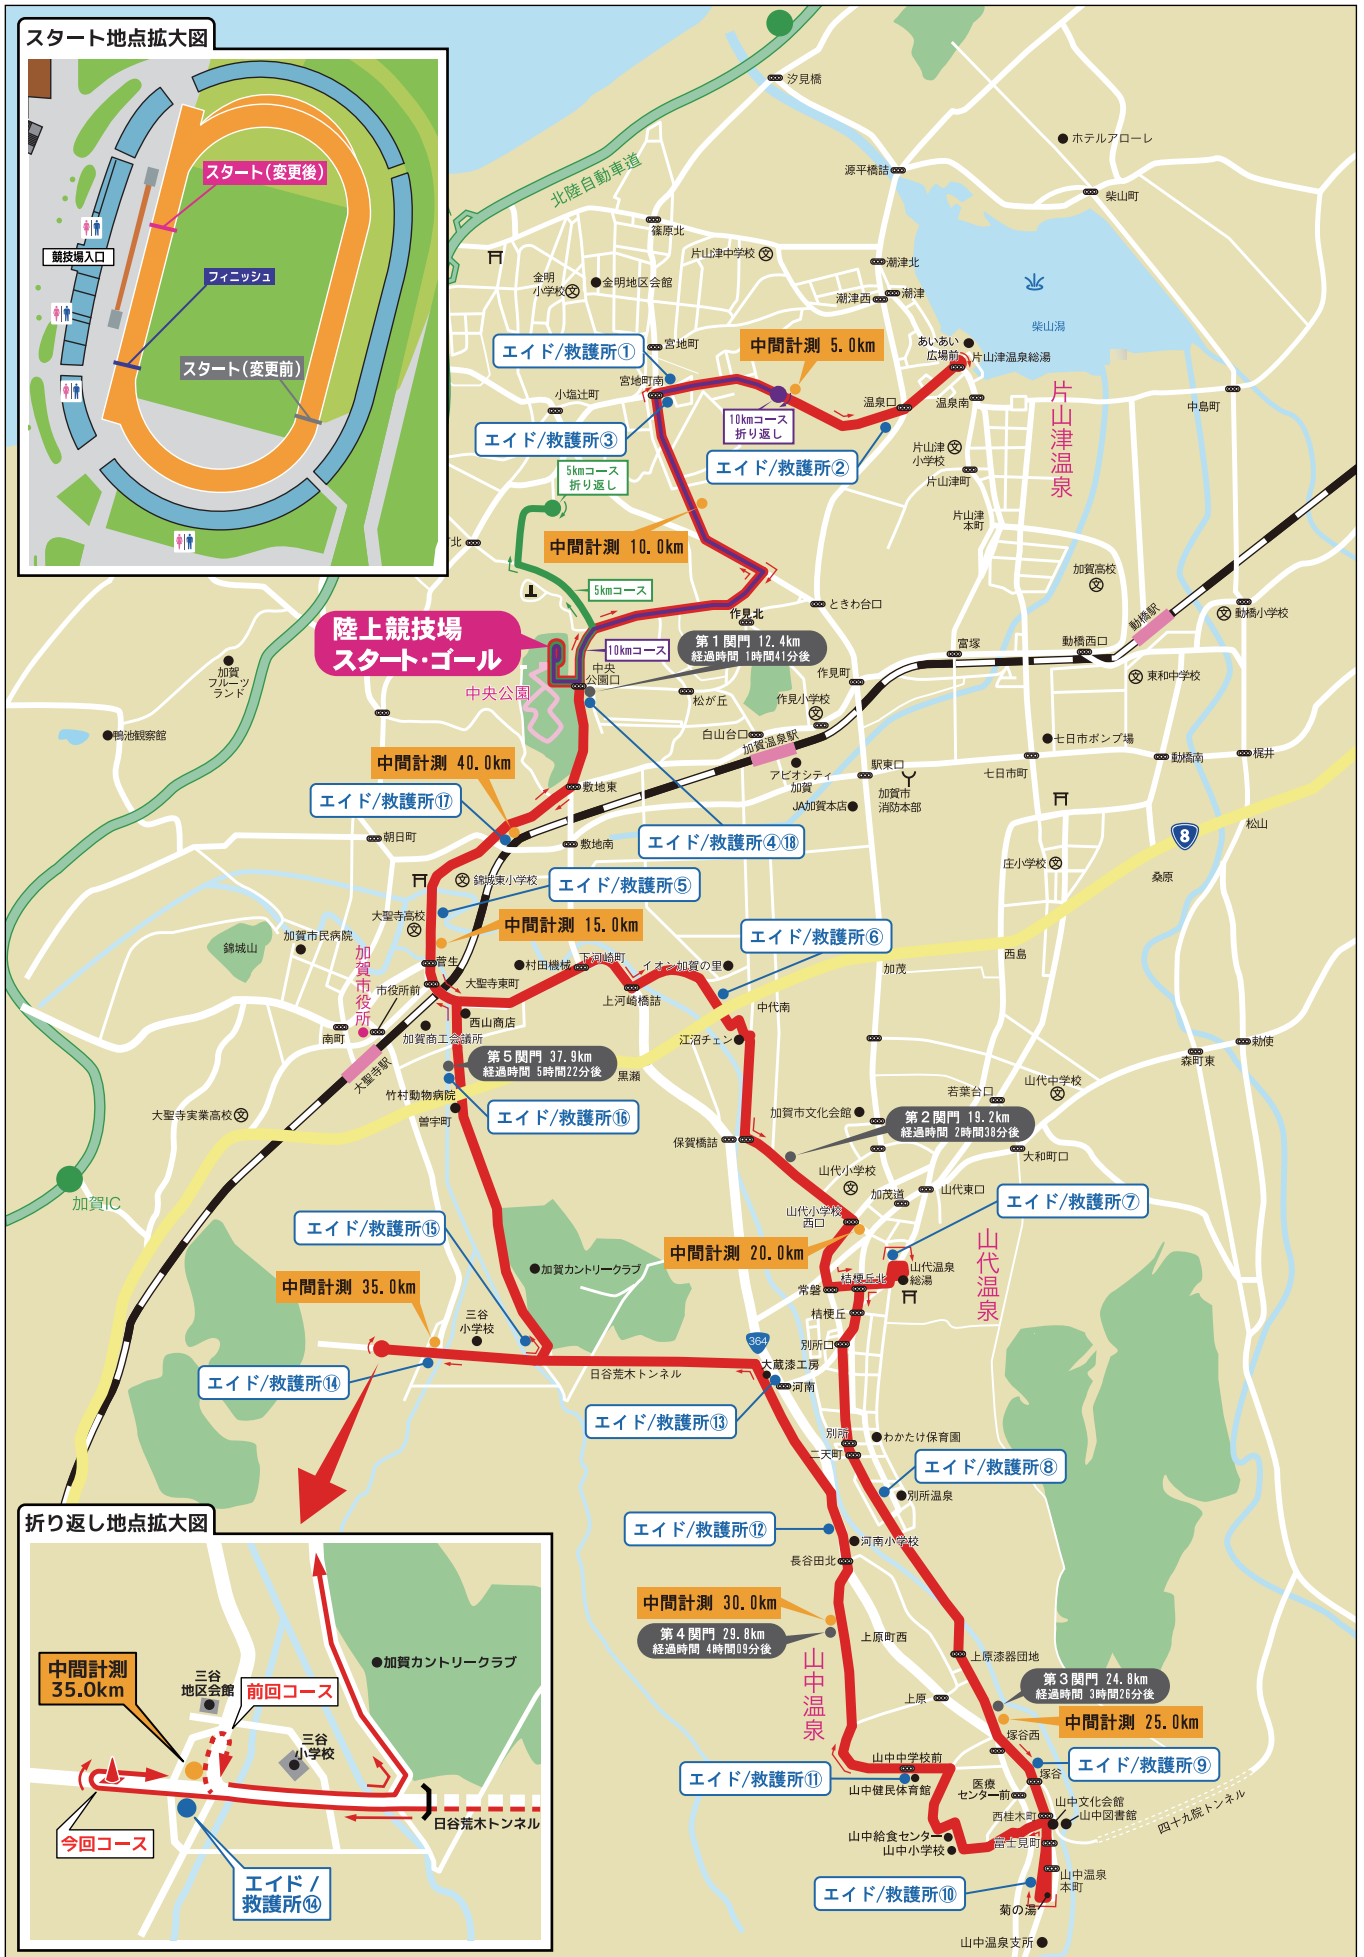 スタート地点拡大図
スタート(変更後)
競技場入口
フィニッシュ
スタート(変更前)
汐見橋
ホテルアローレ
北陸自動車道
源平橋詰
柴山町
篠原北
片山津中学校
文
潮津北
金明
小学校
文
金明地区会館
潮津西
潮津
柴山潟
エイド/救護所①
宮地町
中間計測 5.0km
あいあい
広場前
片山津温泉総湯
宮地町南
小塩辻町
10kmコース
折り返し
温泉口
温泉南
片山津温泉
中島町
エイド/救護所③
エイド/救護所②
片山津
小学校
文
片山津町
5kmコース
折り返し
片山津
本町
中間計測 10.0km
北
加賀高校
文
5kmコース
ときわ台口
動橋駅
動橋小学校
文
作見北
陸上競技場
スタート・ゴール
第1関門 12.4km
経過時間 1時間41分後
富塚
動橋西口
10kmコース
中央
公園口
中央公園
作見町
東和中学校
文
加賀
フルーツ
ランド
松が丘
作見小学校
文
鴨池観察館
白山台口
加賀温泉駅
七日市ポンプ場
中間計測 40.0km
アビオシティ
加賀
駅東口
七日市町
動橋南
梶井
敷地東
エイド/救護所⑰
JA加賀本店
加賀市
消防本部
松山
朝日町
敷地南
エイド/救護所④⑱
8
庄小学校
文
桑原
錦城東小学校
文
エイド/救護所⑤
大聖寺高校
文
中間計測 15.0km
エイド/救護所⑥
錦城山
加賀市民病院
加賀市役所
菅生
村田機械
下河崎町
イオン加賀の里
加茂
西島
市役所前
大聖寺東町
上河崎橋詰
中代南
南町
西山商店
加賀商工会議所
江沼チェン
勅使
森町東
大聖寺駅
第5関門 37.9km
経過時間 5時間22分後
黒瀬
竹村動物病院
若葉台口
山代中学校
文
大聖寺実業高校
文
曽宇町
エイド/救護所⑯
加賀市文化会館
第2関門 19.2km
経過時間 2時間38分後
保賀橋詰
大和町口
山代小学校
文
加茂道
山代東口
エイド/救護所⑦
加賀IC
山代小学校
西口
エイド/救護所⑮
中間計測 20.0km
山代温泉
加賀カントリークラブ
山代温泉
総湯
中間計測 35.0km
桔梗丘北
常磐
桔梗丘
三谷
小学校
364
別所口
大蔵漆工房
エイド/救護所⑭
日谷荒木トンネル
河南
エイド/救護所⑬
別所
わかたけ保育園
二天町
エイド/救護所⑧
別所温泉
折り返し地点拡大図
エイド/救護所⑫
河南小学校
長谷田北
中間計測 30.0km
第4関門 29.8km
経過時間 4時間09分後
上原町西
山中温泉
上原漆器団地
第3関門 24.8km
経過時間 3時間26分後
上原
中間計測 25.0km
塚谷西
山中中学校前
エイド/救護所⑨
エイド/救護所⑪
山中健民体育館
医療
センター前
塚谷
山中文化会館
西桂木町
山中図書館
四十九院トンネル
山中給食センター
山中小学校
富士見町
エイド/救護所⑩
山中温泉
本町
菊の湯
山中温泉支所
加賀カントリークラブ
中間計測
35.0km
三谷
地区会館
前回コース
三谷
小学校
今回コース
日谷荒木トンネル
エイド/
救護所⑭